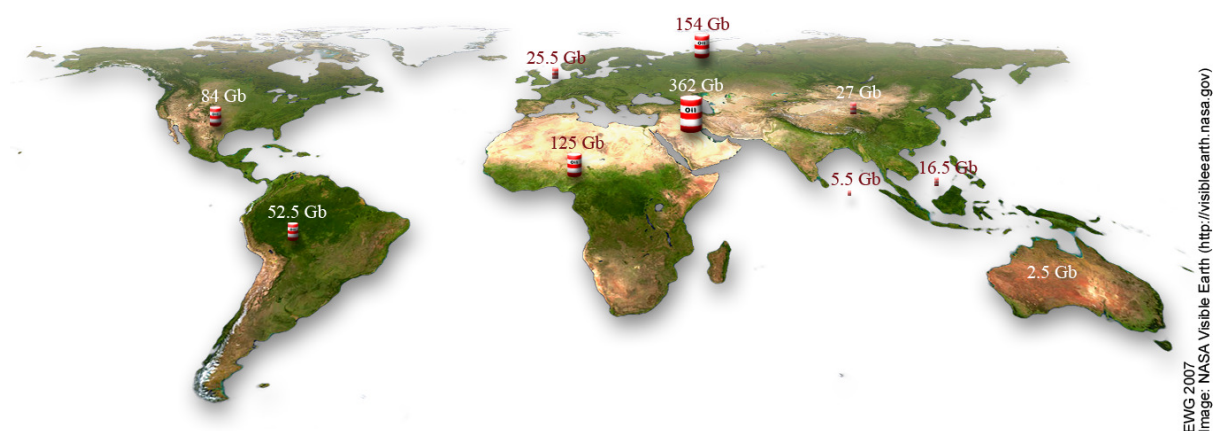 154 Gb
25.5 Gb
84 Gb
362 Gb
OIL
27 Gb
125 Gb
5.5 Gb
16.5 Gb
52.5 Gb
2.5 Gb
EWG 2007
Image: NASA Visible Earth (http://visibleearth.nasa.gov)